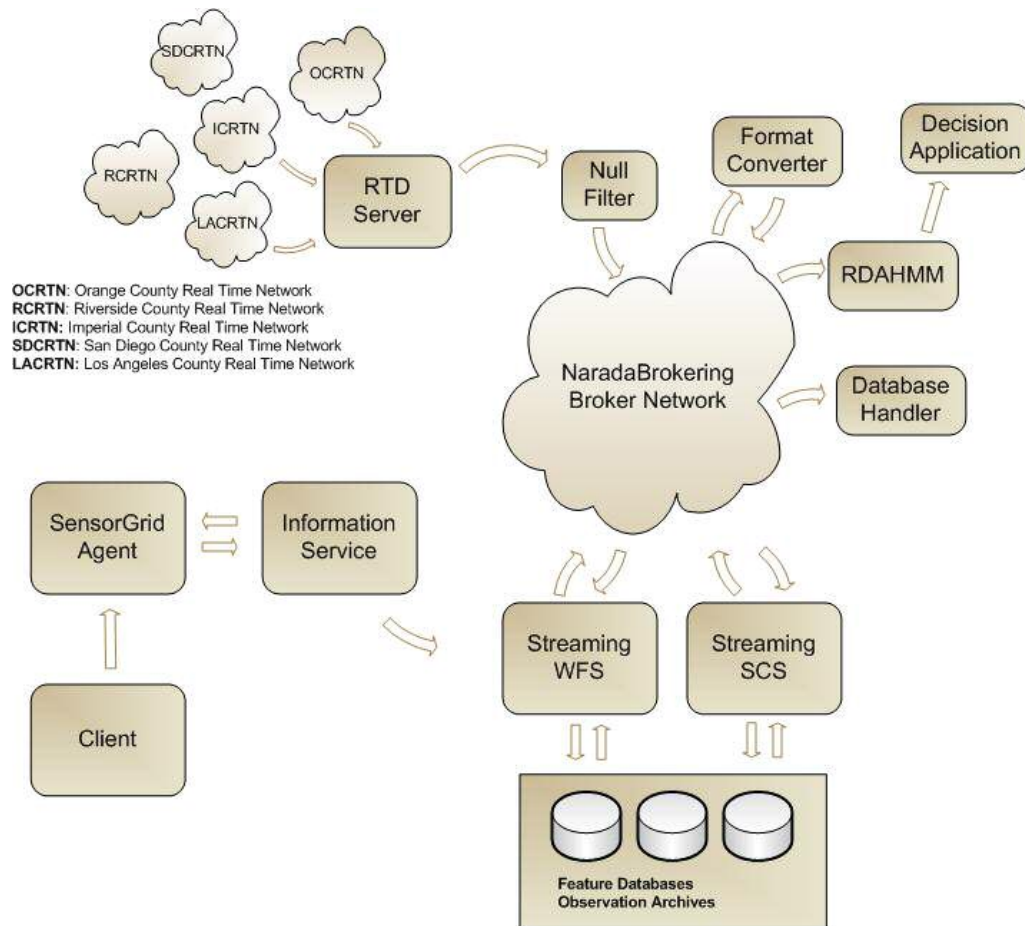 SDCRTN
OCRTN
ICRTN
RCRTN
LACRTN
RTD
Server
Null
Filter
Format
Converter
Decision
Application
RDAHMM
OCRTN: Orange County Real Time Network
RCRTN: Riverside County Real Time Network
ICRTN: Imperial County Real Time Network
SDCRTN: San Diego County Real Time Network
LACRTN: Los Angeles County Real Time Network
NaradaBrokering
Broker Network
Database
Handler
SensorGrid
Agent
Information
Service
Streaming
WFS
Streaming
SCS
Client
Feature Databases
Observation Archives